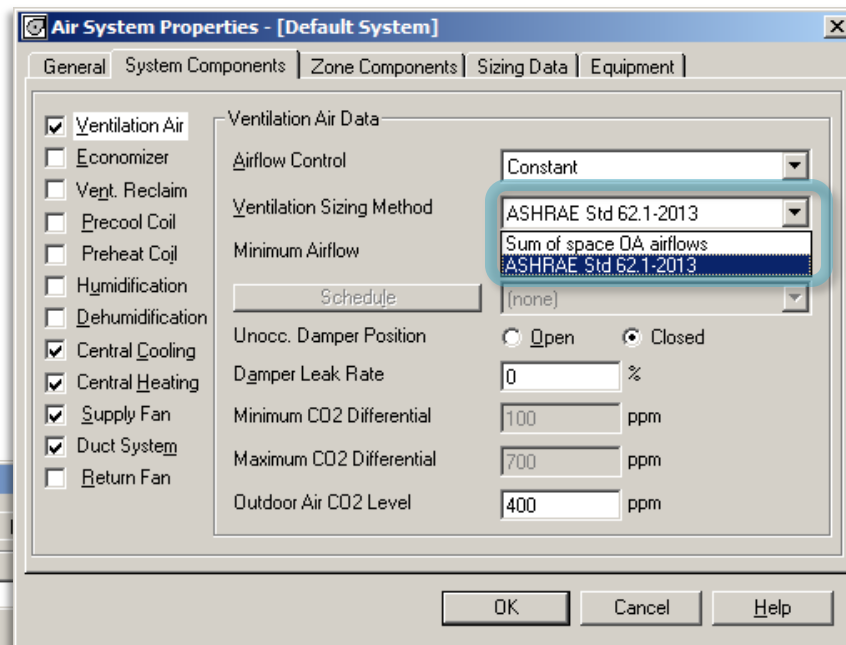 Air System Properties - [Default System]
General System Components Zone Components Sizing Data Equipment
Ventilation Air
Economizer
Vent. Reclaim
Precool Coil
Preheat Coil
Humidification
Dehumidification
Central Cooling
Central Heating
Supply Fan
Duct System
Return Fan
Ventilation Air Data
Airflow Control Constant
Ventilation Sizing Method ASHRAE Std 62.1-2013
Sum of space OA airflows
ASHRAE Std 62.1-2013
Minimum Airflow
Schedule (none)
Unocc. Damper Position Open Closed
Damper Leak Rate 0 %
Minimum CO2 Differential 100 ppm
Maximum CO2 Differential 700 ppm
Outdoor Air CO2 Level 400 ppm
OK Cancel Help